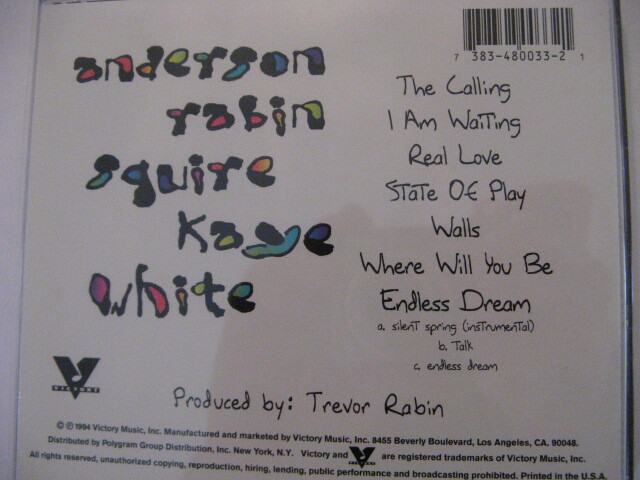 7 383-480033-2 1
anderson
rabin
squire
kaye
white
The Calling
I Am Waiting
Real Love
State Of Play
Walls
Where Will You Be
Endless Dream
a. silent spring (instrumental)
b. Talk
c. endless dream
VICTORY
Produced by: Trevor Rabin
© ℗ 1994 Victory Music, Inc. Manufactured and marketed by Victory Music, Inc. 8455 Beverly Boulevard, Los Angeles, CA. 90048.
Distributed by Polygram Group Distribution, Inc. New York, N.Y. Victory and VICTORY are registered trademarks of Victory Music, Inc.
All rights reserved, unauthorized copying, reproduction, hiring, lending, public performance and broadcasting prohibited. Printed in the U.S.A.